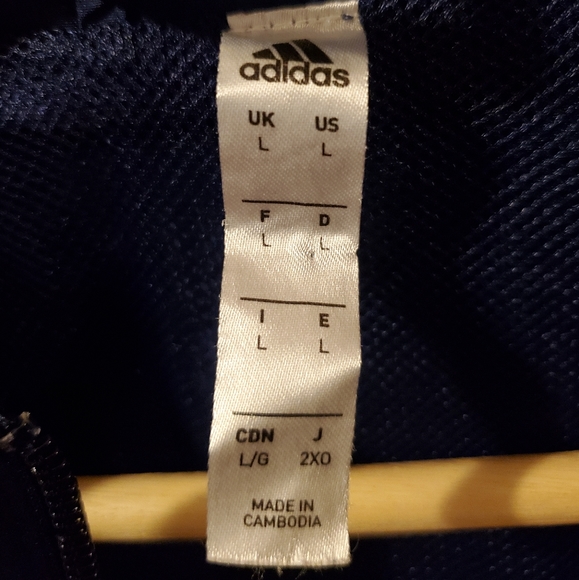 adidas
UK US
L L
F D
L L
I E
L L
CDN J
L/G 2XO
MADE IN
CAMBODIA